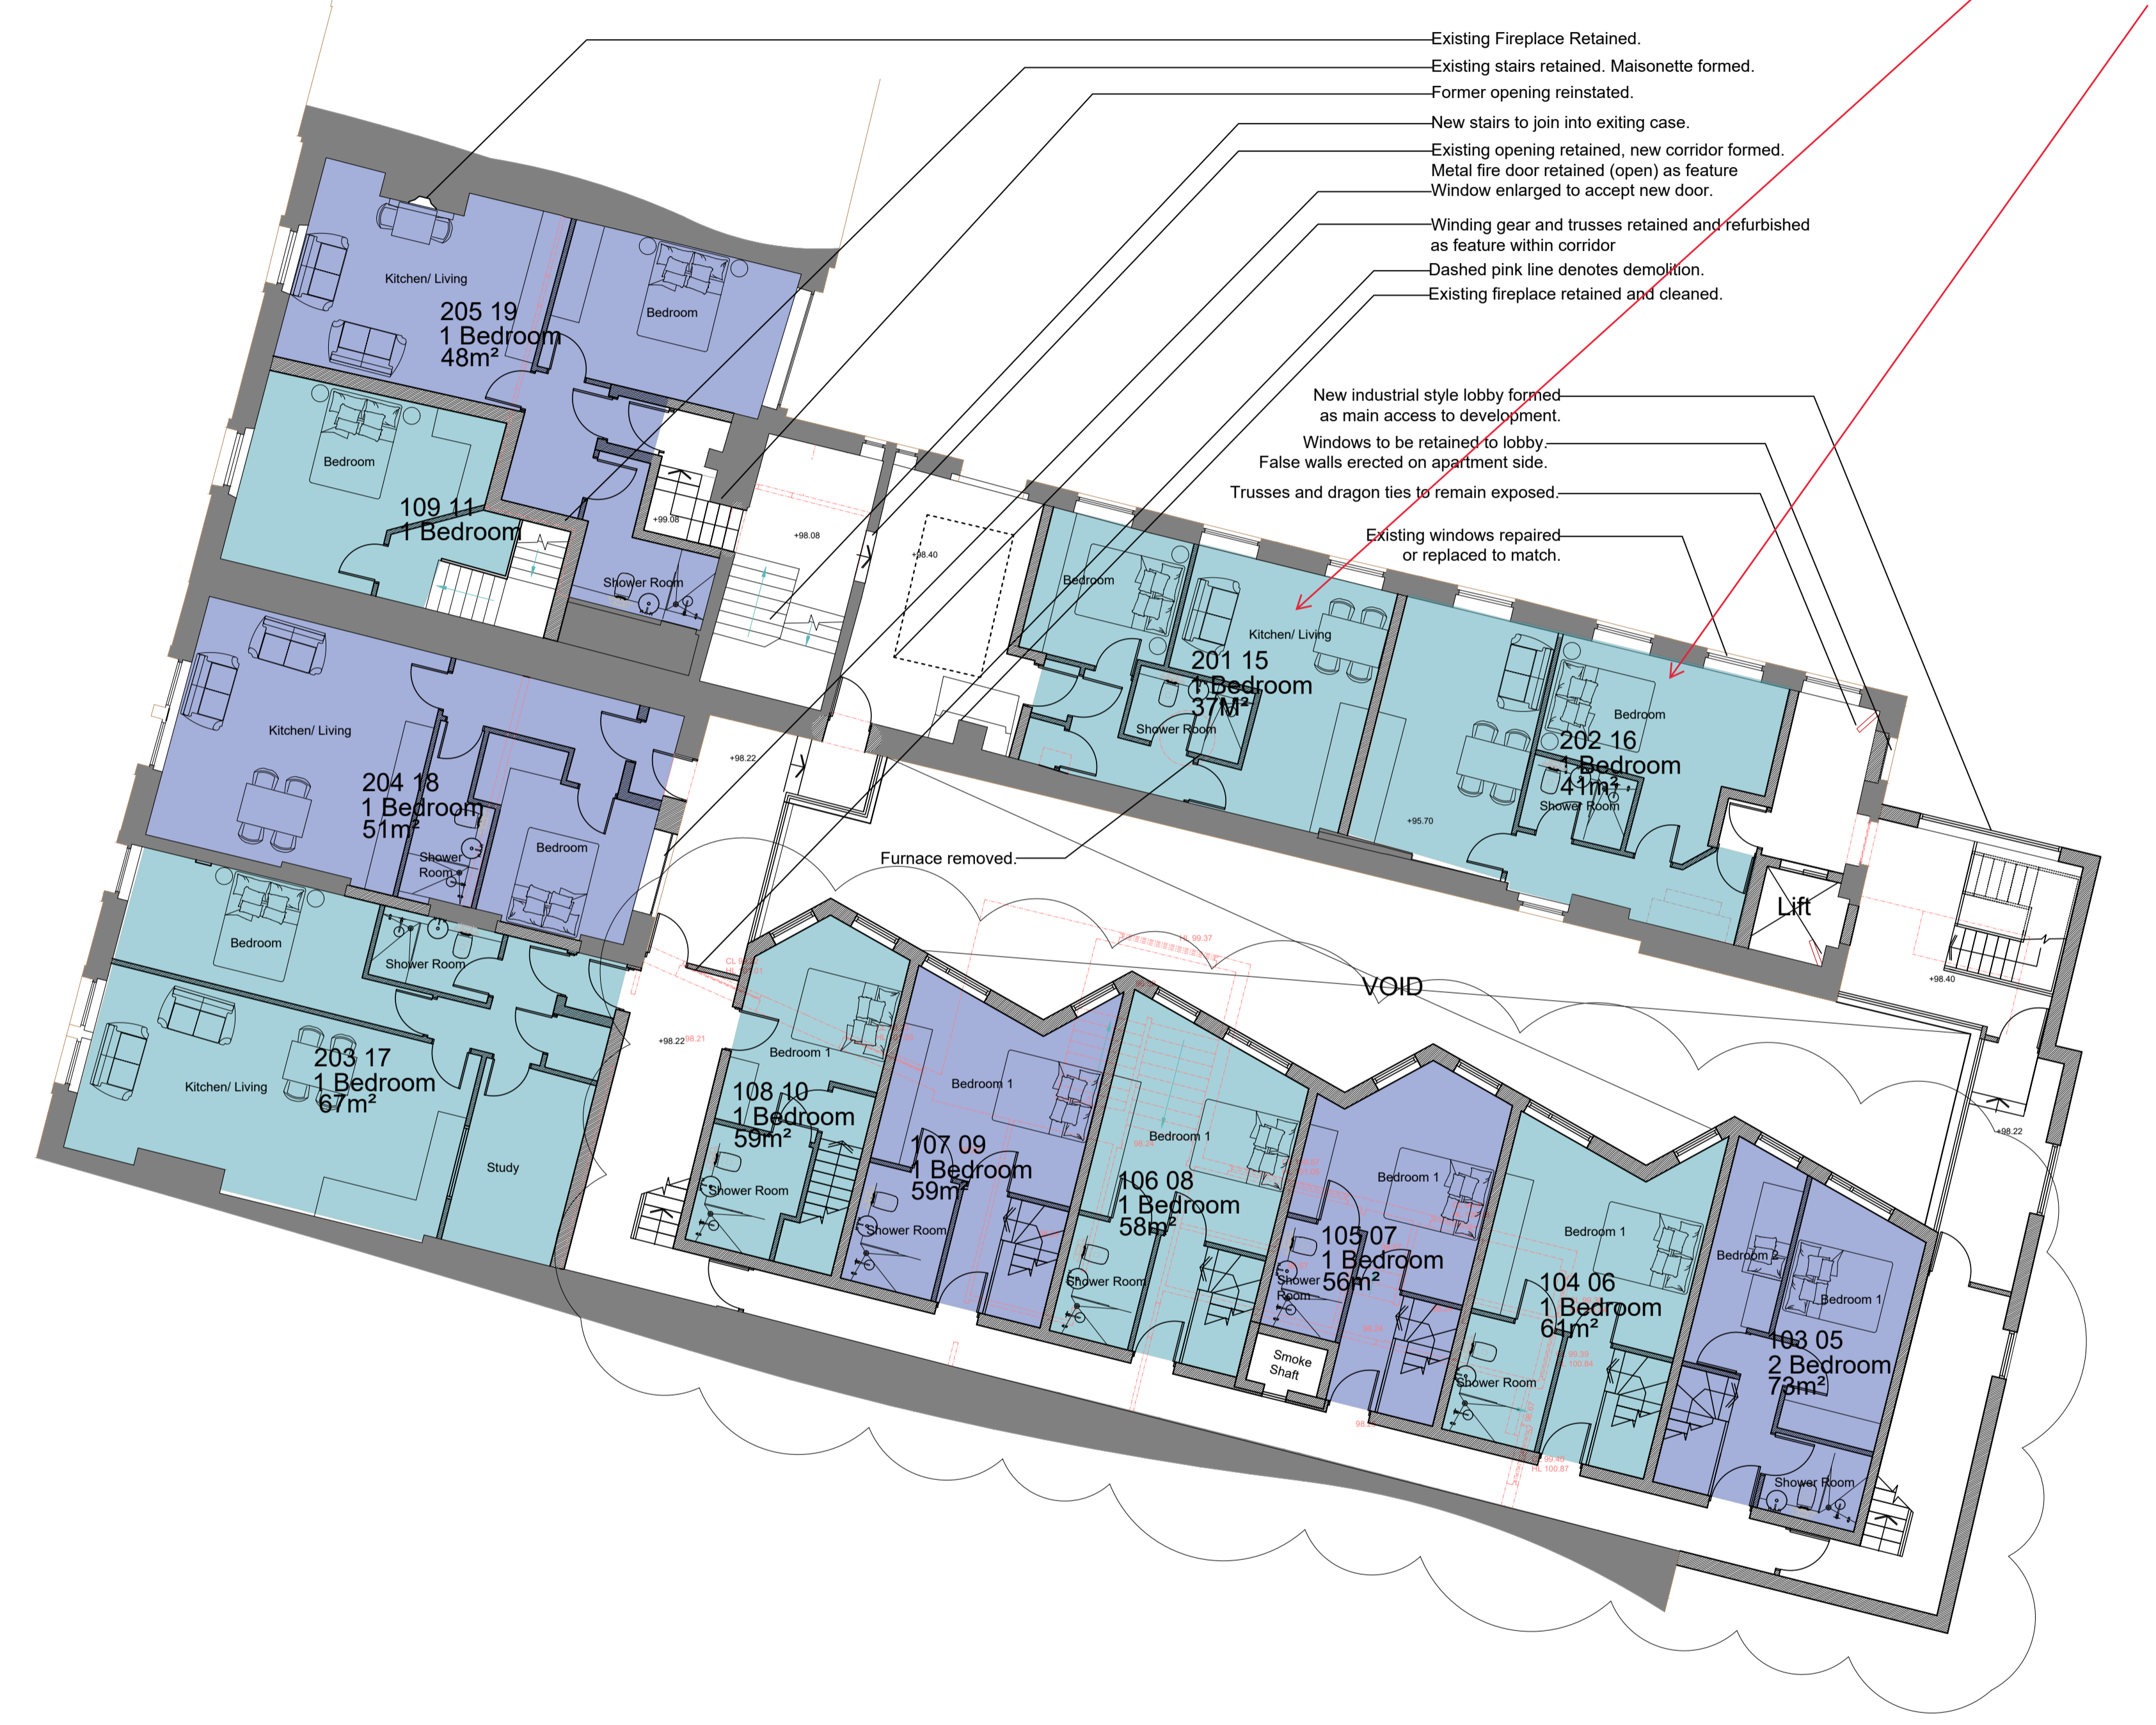 Existing Fireplace Retained.
Existing stairs retained. Maisonette formed.
Former opening reinstated.
New stairs to join into exiting case.
Existing opening retained, new corridor formed.
Metal fire door retained (open) as feature
Window enlarged to accept new door.
Winding gear and trusses retained and refurbished
as feature within corridor
Dashed pink line denotes demolition.
Existing fireplace retained and cleaned.
New industrial style lobby formed
as main access to development.
Windows to be retained to lobby.
False walls erected on apartment side.
Trusses and dragon ties to remain exposed.
Existing windows repaired
or replaced to match.
Kitchen/ Living
205 19
1 Bedroom
48m²
Bedroom
Bedroom
109 11
1 Bedroom
Shower Room
+99.08
+98.08
+98.40
Bedroom
Kitchen/ Living
201 15
1 Bedroom
37M²
Shower Room
Bedroom
202 16
1 Bedroom
41m²
Shower Room
+95.70
Kitchen/ Living
204 18
1 Bedroom
51m²
Shower
Room
Bedroom
+98.22
Furnace removed.
Lift
+98.40
VOID
HL 99.37
Bedroom
Shower Room
Kitchen/ Living
203 17
1 Bedroom
67m²
Study
+98.22
98.21
Bedroom 1
108 10
1 Bedroom
59m²
Shower Room
Bedroom 1
107 09
1 Bedroom
59m²
Shower Room
Bedroom 1
98.24
106 08
1 Bedroom
58m²
Shower Room
Bedroom 1
105 07
1 Bedroom
56m²
Shower
Room
Smoke
Shaft
Bedroom 1
104 06
1 Bedroom
61m²
Shower Room
HL 100.87
Bedroom 2
Bedroom 1
103 05
2 Bedroom
73m²
Shower Room
+98.22